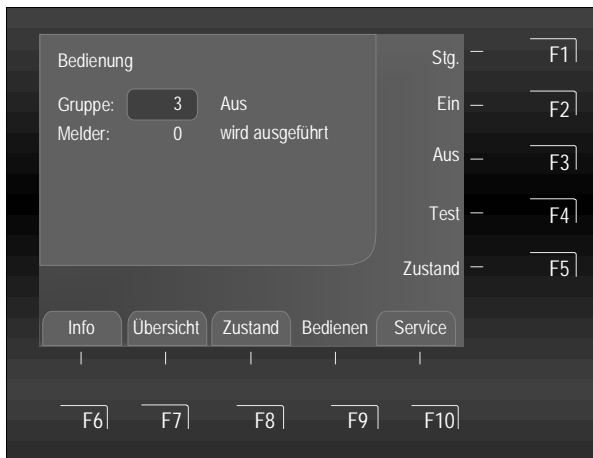 Bedienung
Stg. F1
Gruppe: 3 Aus
Ein F2
Melder: 0 wird ausgeführt
Aus F3
Test F4
Zustand F5
Info Übersicht Zustand Bedienen Service
F6 F7 F8 F9 F10